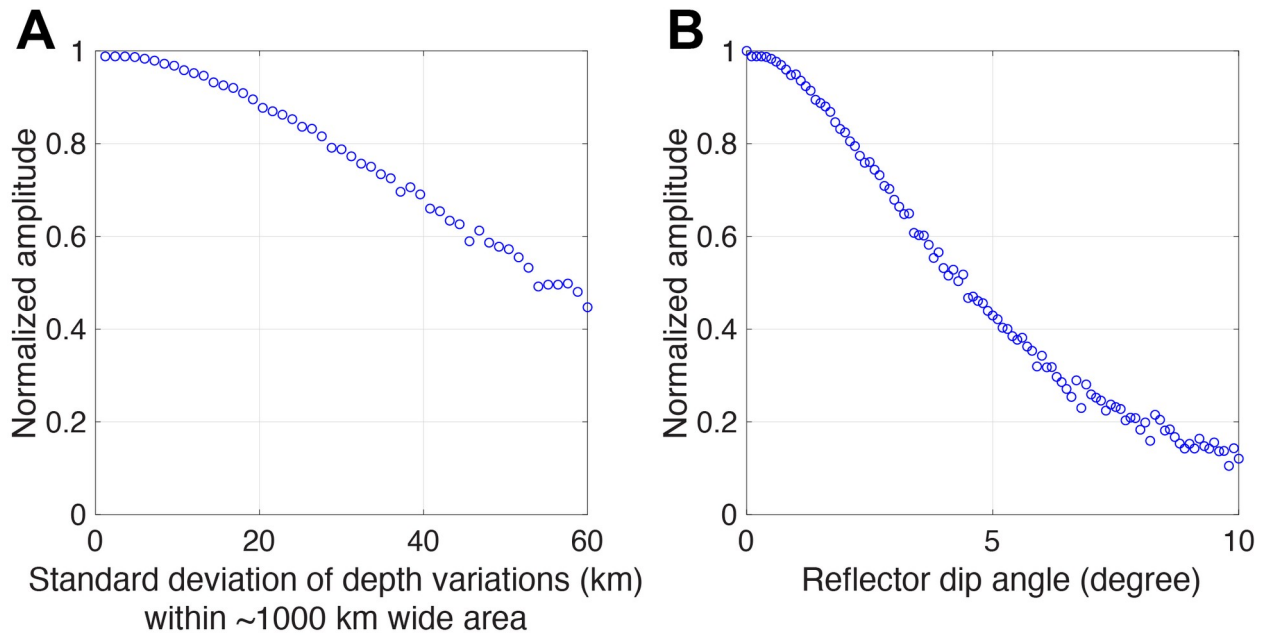 A
1
0.8
0.6
0.4
0.2
0
Normalized amplitude
0 20 40 60
Standard deviation of depth variations (km)
within ~1000 km wide area
B
1
0.8
0.6
0.4
0.2
0
Normalized amplitude
0 5 10
Reflector dip angle (degree)